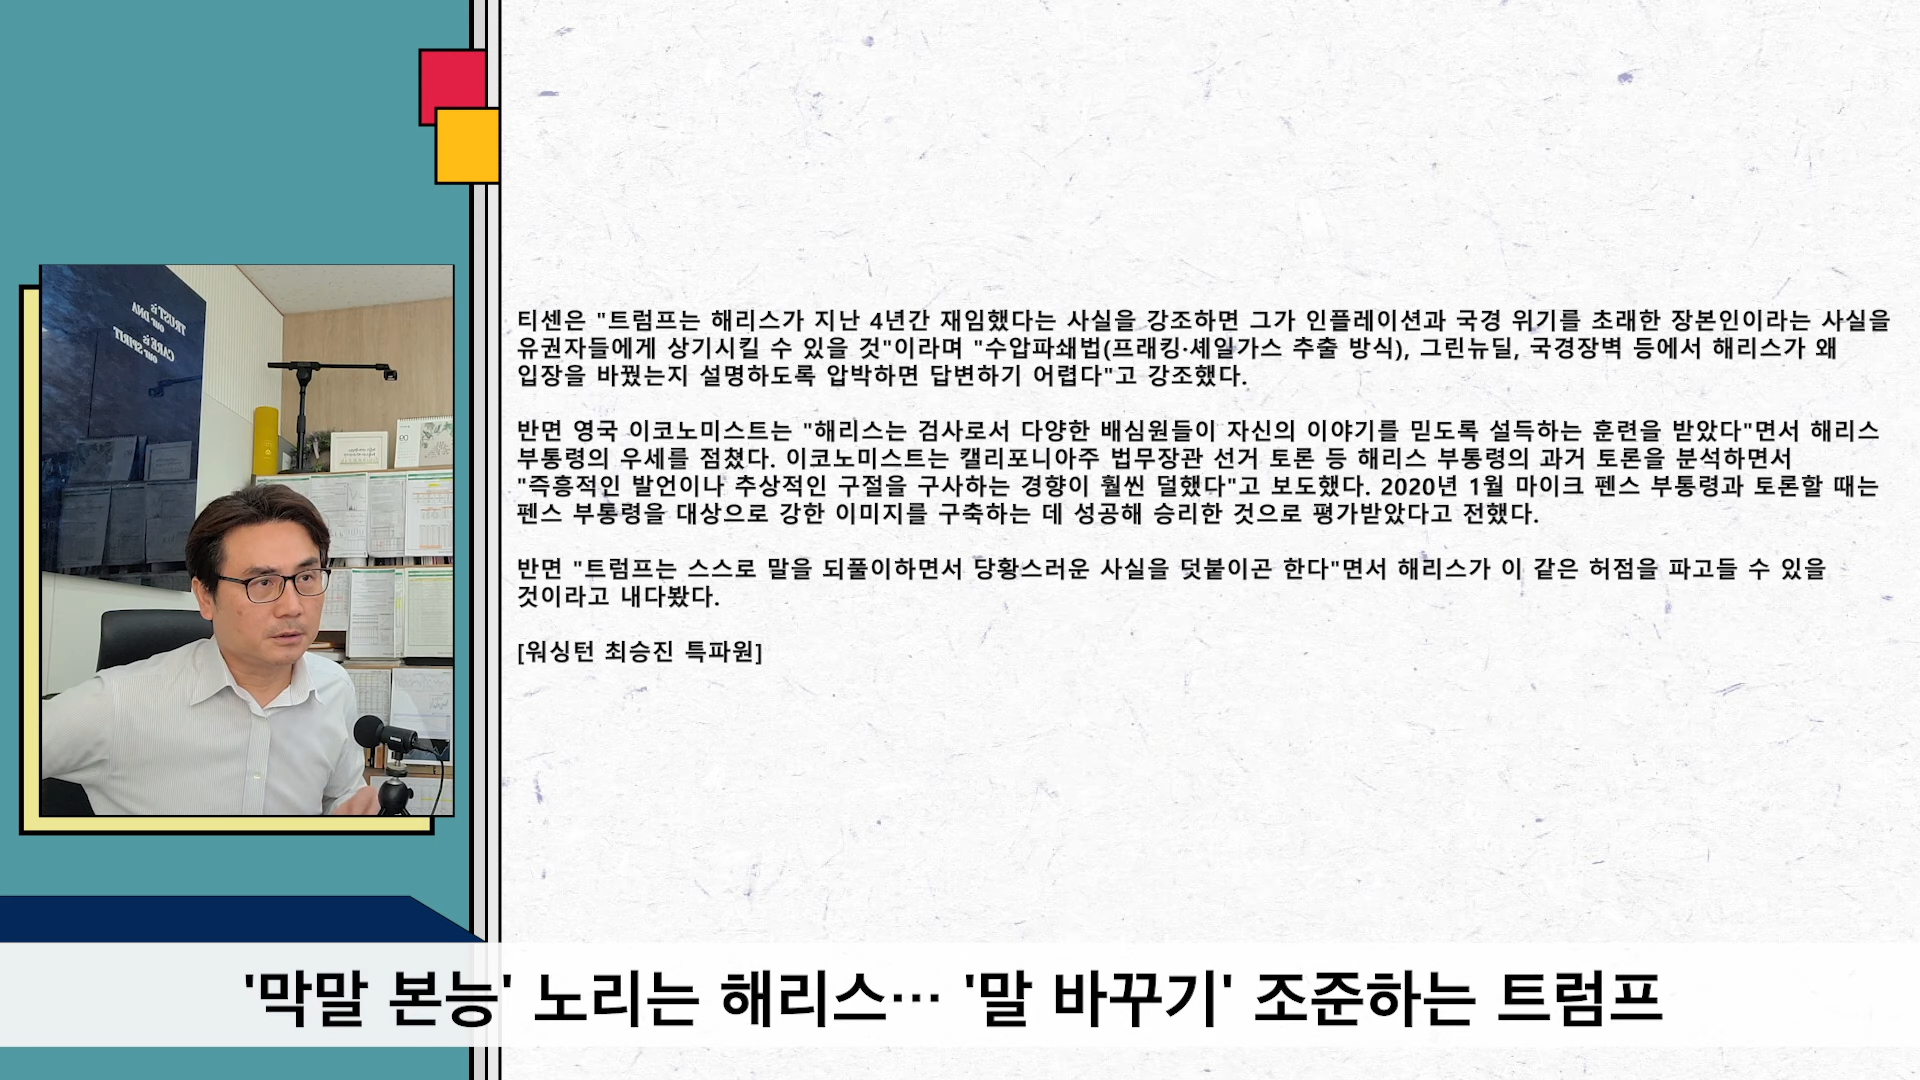 TRUST is
our DNA
CARE is
our SPIRIT
티센은 "트럼프는 해리스가 지난 4년간 재임했다는 사실을 강조하면 그가 인플레이션과 국경 위기를 초래한 장본인이라는 사실을
유권자들에게 상기시킬 수 있을 것"이라며 "수압파쇄법(프래킹·셰일가스 추출 방식), 그린뉴딜, 국경장벽 등에서 해리스가 왜
입장을 바꿨는지 설명하도록 압박하면 답변하기 어렵다"고 강조했다.
반면 영국 이코노미스트는 "해리스는 검사로서 다양한 배심원들이 자신의 이야기를 믿도록 설득하는 훈련을 받았다"면서 해리스
부통령의 우세를 점쳤다. 이코노미스트는 캘리포니아주 법무장관 선거 토론 등 해리스 부통령의 과거 토론을 분석하면서
"즉흥적인 발언이나 추상적인 구절을 구사하는 경향이 훨씬 덜했다"고 보도했다. 2020년 1월 마이크 펜스 부통령과 토론할 때는
펜스 부통령을 대상으로 강한 이미지를 구축하는 데 성공해 승리한 것으로 평가받았다고 전했다.
반면 "트럼프는 스스로 말을 되풀이하면서 당황스러운 사실을 덧붙이곤 한다"면서 해리스가 이 같은 허점을 파고들 수 있을
것이라고 내다봤다.
[워싱턴 최승진 특파원]
'막말 본능' 노리는 해리스… '말 바꾸기' 조준하는 트럼프